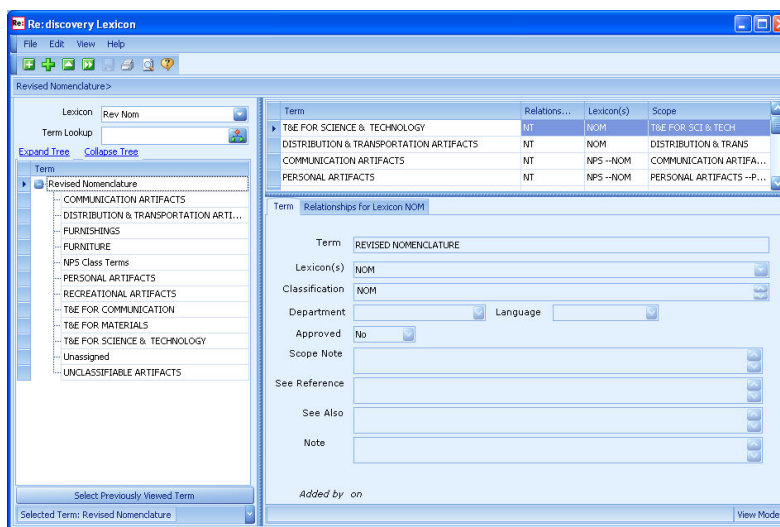 Re: Re:discovery Lexicon
File Edit View Help
Revised Nomenclature>
Lexicon Rev Nom
Term Lookup
Expand Tree Collapse Tree
Term
Revised Nomenclature
COMMUNICATION ARTIFACTS
DISTRIBUTION & TRANSPORTATION ARTI...
FURNISHINGS
FURNITURE
NPS Class Terms
PERSONAL ARTIFACTS
RECREATIONAL ARTIFACTS
T&E FOR COMMUNICATION
T&E FOR MATERIALS
T&E FOR SCIENCE & TECHNOLOGY
Unassigned
UNCLASSIFIABLE ARTIFACTS
Select Previously Viewed Term
Selected Term: Revised Nomenclature
Term Relations... Lexicon(s) Scope
T&E FOR SCIENCE & TECHNOLOGY NT NOM T&E FOR SCI & TECH
DISTRIBUTION & TRANSPORTATION ARTIFACTS NT NOM DISTRIBUTION & TRANS
COMMUNICATION ARTIFACTS NT NPS --NOM COMMUNICATION ARTIFA...
PERSONAL ARTIFACTS NT NPS --NOM PERSONAL ARTIFACTS --P...
Term Relationships for Lexicon NOM
Term REVISED NOMENCLATURE
Lexicon(s) NOM
Classification NOM
Department Language
Approved No
Scope Note
See Reference
See Also
Note
Added by on
View Mode